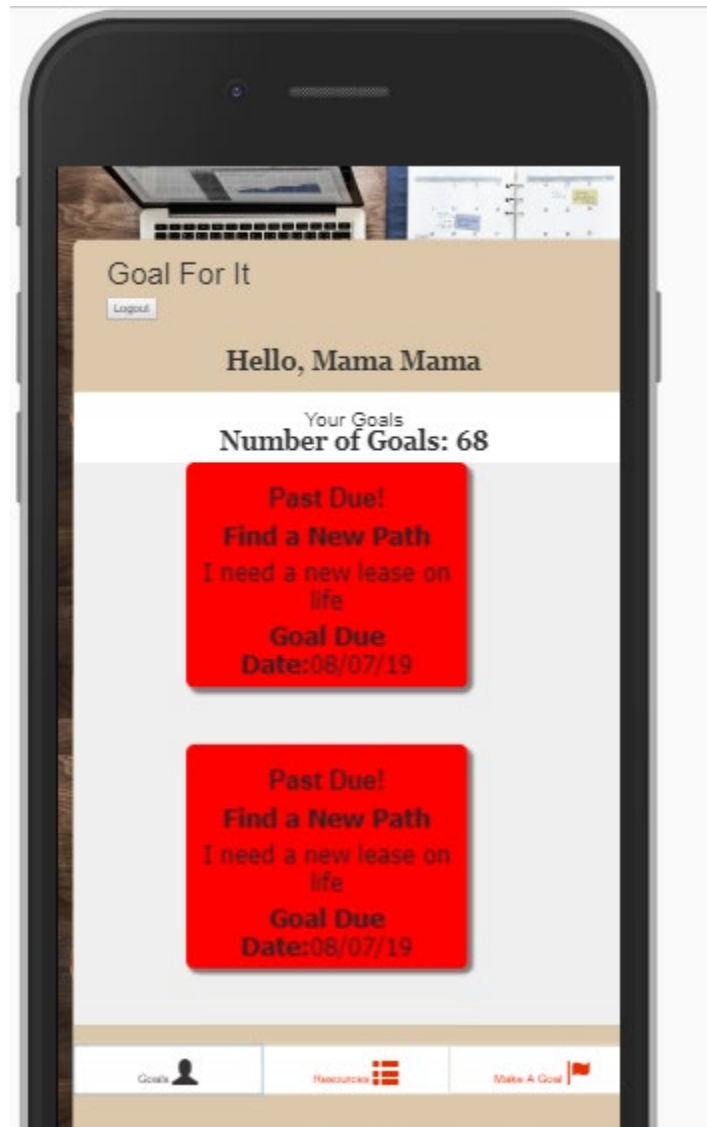 Goal For It
Logout
Hello, Mama Mama
Your Goals
Number of Goals: 68
Past Due!
Find a New Path
I need a new lease on
life
Goal Due
Date:08/07/19
Past Due!
Find a New Path
I need a new lease on
life
Goal Due
Date:08/07/19
Goals
Resources
Make A Goal